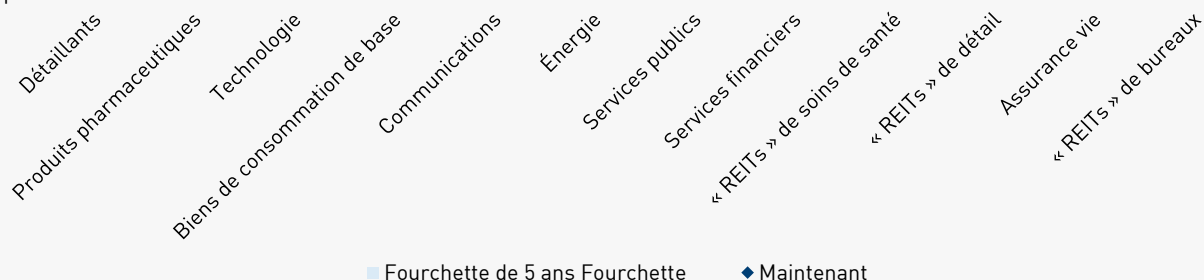 Détaillants
Produits pharmaceutiques
Technologie
Biens de consommation de base
Communications
Énergie
Services publics
Services financiers
« REITs » de soins de santé
« REITs » de détail
Assurance vie
« REITs » de bureaux
Fourchette de 5 ans Fourchette
Maintenant